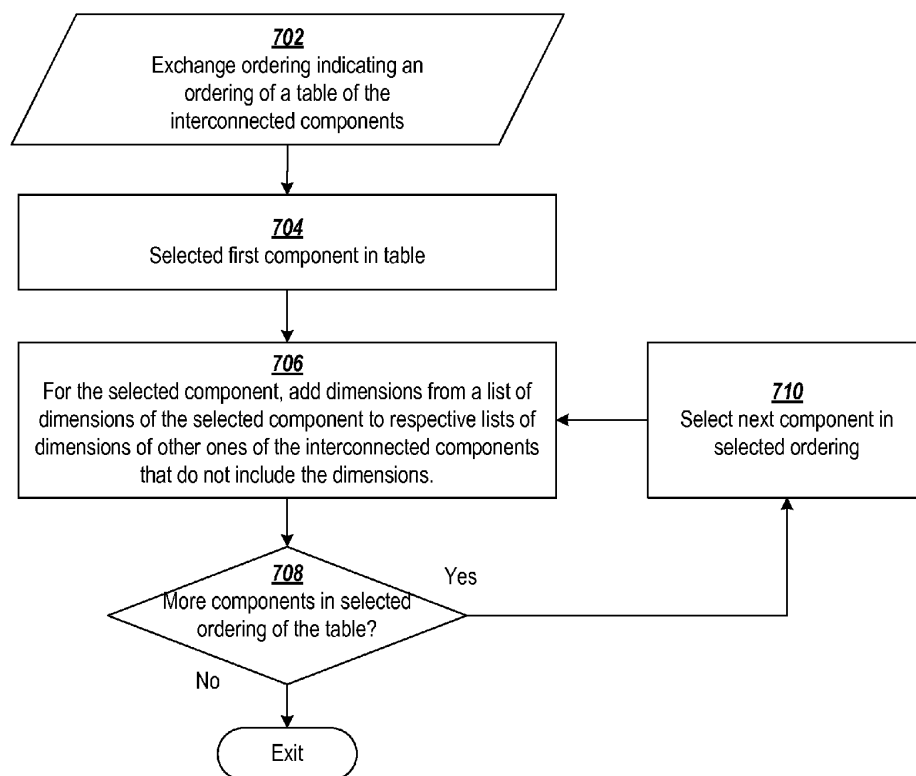 702
Exchange ordering indicating an
ordering of a table of the
interconnected components
704
Selected first component in table
706
For the selected component, add dimensions from a list of
dimensions of the selected component to respective lists of
dimensions of other ones of the interconnected components
that do not include the dimensions.
710
Select next component in
selected ordering
708
More components in selected
ordering of the table?
Yes
No
Exit